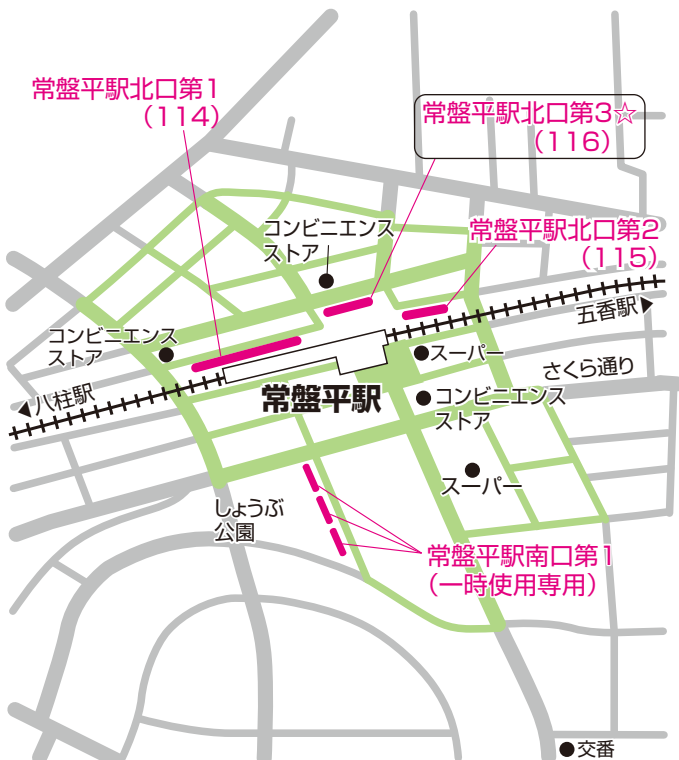 常盤平駅北口第1
(114)
常盤平駅北口第3☆
(116)
コンビニエンス
ストア
常盤平駅北口第2
(115)
五香駅▶
コンビニエンス
ストア
スーパー
さくら通り
◀八柱駅
常盤平駅
コンビニエンス
ストア
スーパー
しょうぶ
公園
常盤平駅南口第1
(一時使用専用)
交番